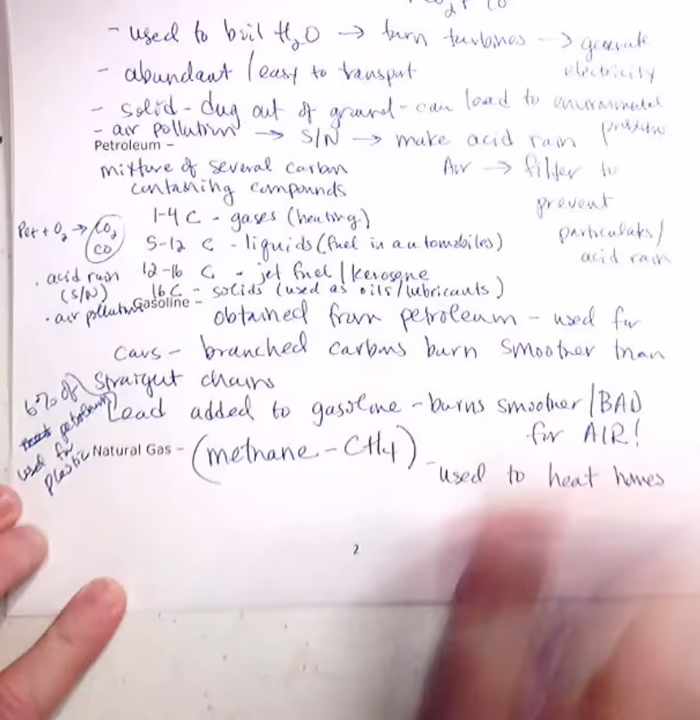 CO
- used to boil H₂O → turn turbines → generate electricity
- abundant / easy to transport
- solid - dug out of ground - can lead to environmental
- air pollution → S/N → make acid rain
Petroleum -
mixture of several carbon
containing compounds
Air → filter to
prevent
particulates /
acid rain
1-4 C - gases (heating)
Pet + O₂ → CO₂
CO
5-12 C - liquids (fuel in automobiles)
12-16 C - jet fuel / kerosene
16 C - solids (used as oils / lubricants)
. acid rain
(S/N)
. air pollution
Gasoline -
obtained from petroleum - used for
cars - branched carbons burn smoother than
straight chains
6% of
petroleum
used for
plastic
Lead added to gasoline - burns smoother / BAD
for AIR!
Natural Gas - (methane - CH4)
- used to heat homes
2